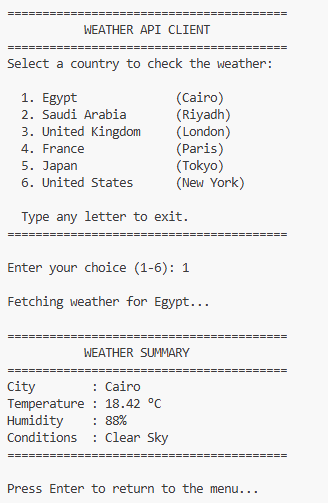 ========================================
WEATHER API CLIENT
========================================
Select a country to check the weather:
1. Egypt (Cairo)
2. Saudi Arabia (Riyadh)
3. United Kingdom (London)
4. France (Paris)
5. Japan (Tokyo)
6. United States (New York)
Type any letter to exit.
========================================
Enter your choice (1-6): 1
Fetching weather for Egypt...
========================================
WEATHER SUMMARY
========================================
City : Cairo
Temperature : 18.42 °C
Humidity : 88%
Conditions : Clear Sky
========================================
Press Enter to return to the menu...